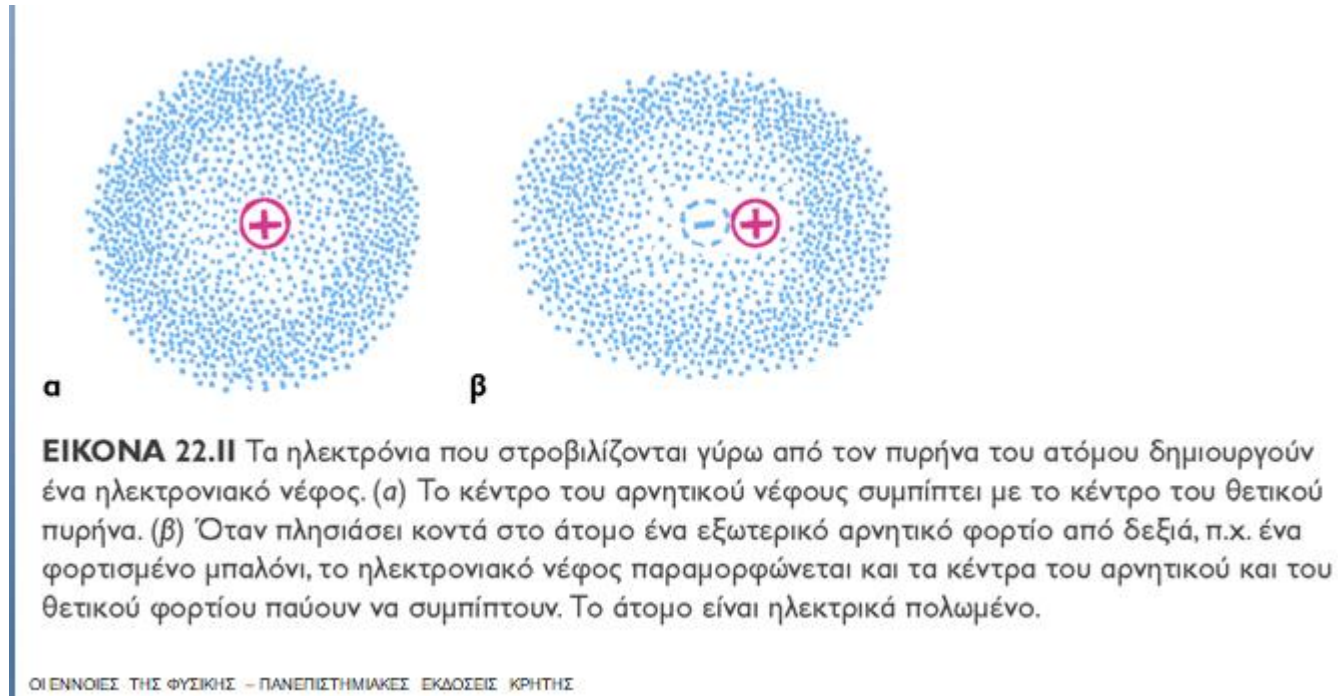 +
- +
α β
ΕΙΚΟΝΑ 22.ΙΙ Τα ηλεκτρόνια που στροβιλίζονται γύρω από τον πυρήνα του ατόμου δημιουργούν
ένα ηλεκτρονιακό νέφος. (α) Το κέντρο του αρνητικού νέφους συμπίπτει με το κέντρο του θετικού
πυρήνα. (β) Όταν πλησιάσει κοντά στο άτομο ένα εξωτερικό αρνητικό φορτίο από δεξιά, π.χ. ένα
φορτισμένο μπαλόνι, το ηλεκτρονιακό νέφος παραμορφώνεται και τα κέντρα του αρνητικού και του
θετικού φορτίου παύουν να συμπίπτουν. Το άτομο είναι ηλεκτρικά πολωμένο.
ΟΙ ΕΝΝΟΙΕΣ ΤΗΣ ΦΥΣΙΚΗΣ – ΠΑΝΕΠΙΣΤΗΜΙΑΚΕΣ ΕΚΔΟΣΕΙΣ ΚΡΗΤΗΣ